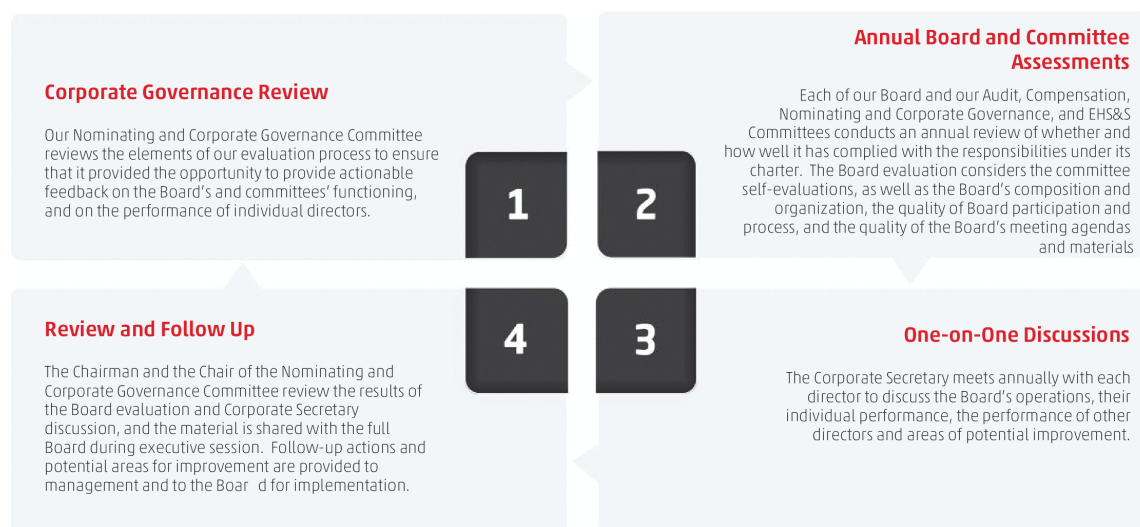 Corporate Governance Review
Our Nominating and Corporate Governance Committee
reviews the elements of our evaluation process to ensure
that it provided the opportunity to provide actionable
feedback on the Board's and committees' functioning,
and on the performance of individual directors.
1
Annual Board and Committee
Assessments
Each of our Board and our Audit, Compensation,
Nominating and Corporate Governance, and EHS&S
Committees conducts an annual review of whether and
how well it has complied with the responsibilities under its
charter. The Board evaluation considers the committee
self-evaluations, as well as the Board's composition and
organization, the quality of Board participation and
process, and the quality of the Board's meeting agendas
and materials
2
One-on-One Discussions
The Corporate Secretary meets annually with each
director to discuss the Board's operations, their
individual performance, the performance of other
directors and areas of potential improvement.
3
Review and Follow Up
The Chairman and the Chair of the Nominating and
Corporate Governance Committee review the results of
the Board evaluation and Corporate Secretary
discussion, and the material is shared with the full
Board during executive session. Follow-up actions and
potential areas for improvement are provided to
management and to the Boar d for implementation.
4